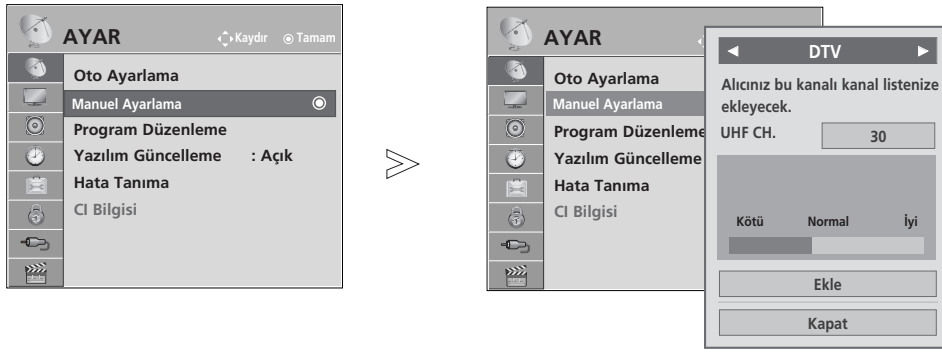 AYAR
Kaydır Tamam
Oto Ayarlama
Manuel Ayarlama
Program Düzenleme
Yazılım Güncelleme : Açık
Hata Tanıma
CI Bilgisi
AYAR
Oto Ayarlama
Manuel Ayarlama
Program Düzenleme
Yazılım Güncelleme
Hata Tanıma
CI Bilgisi
DTV
Alıcınız bu kanalı kanal listenize
ekleyecek.
UHF CH. 30
Kötü Normal İyi
Ekle
Kapat